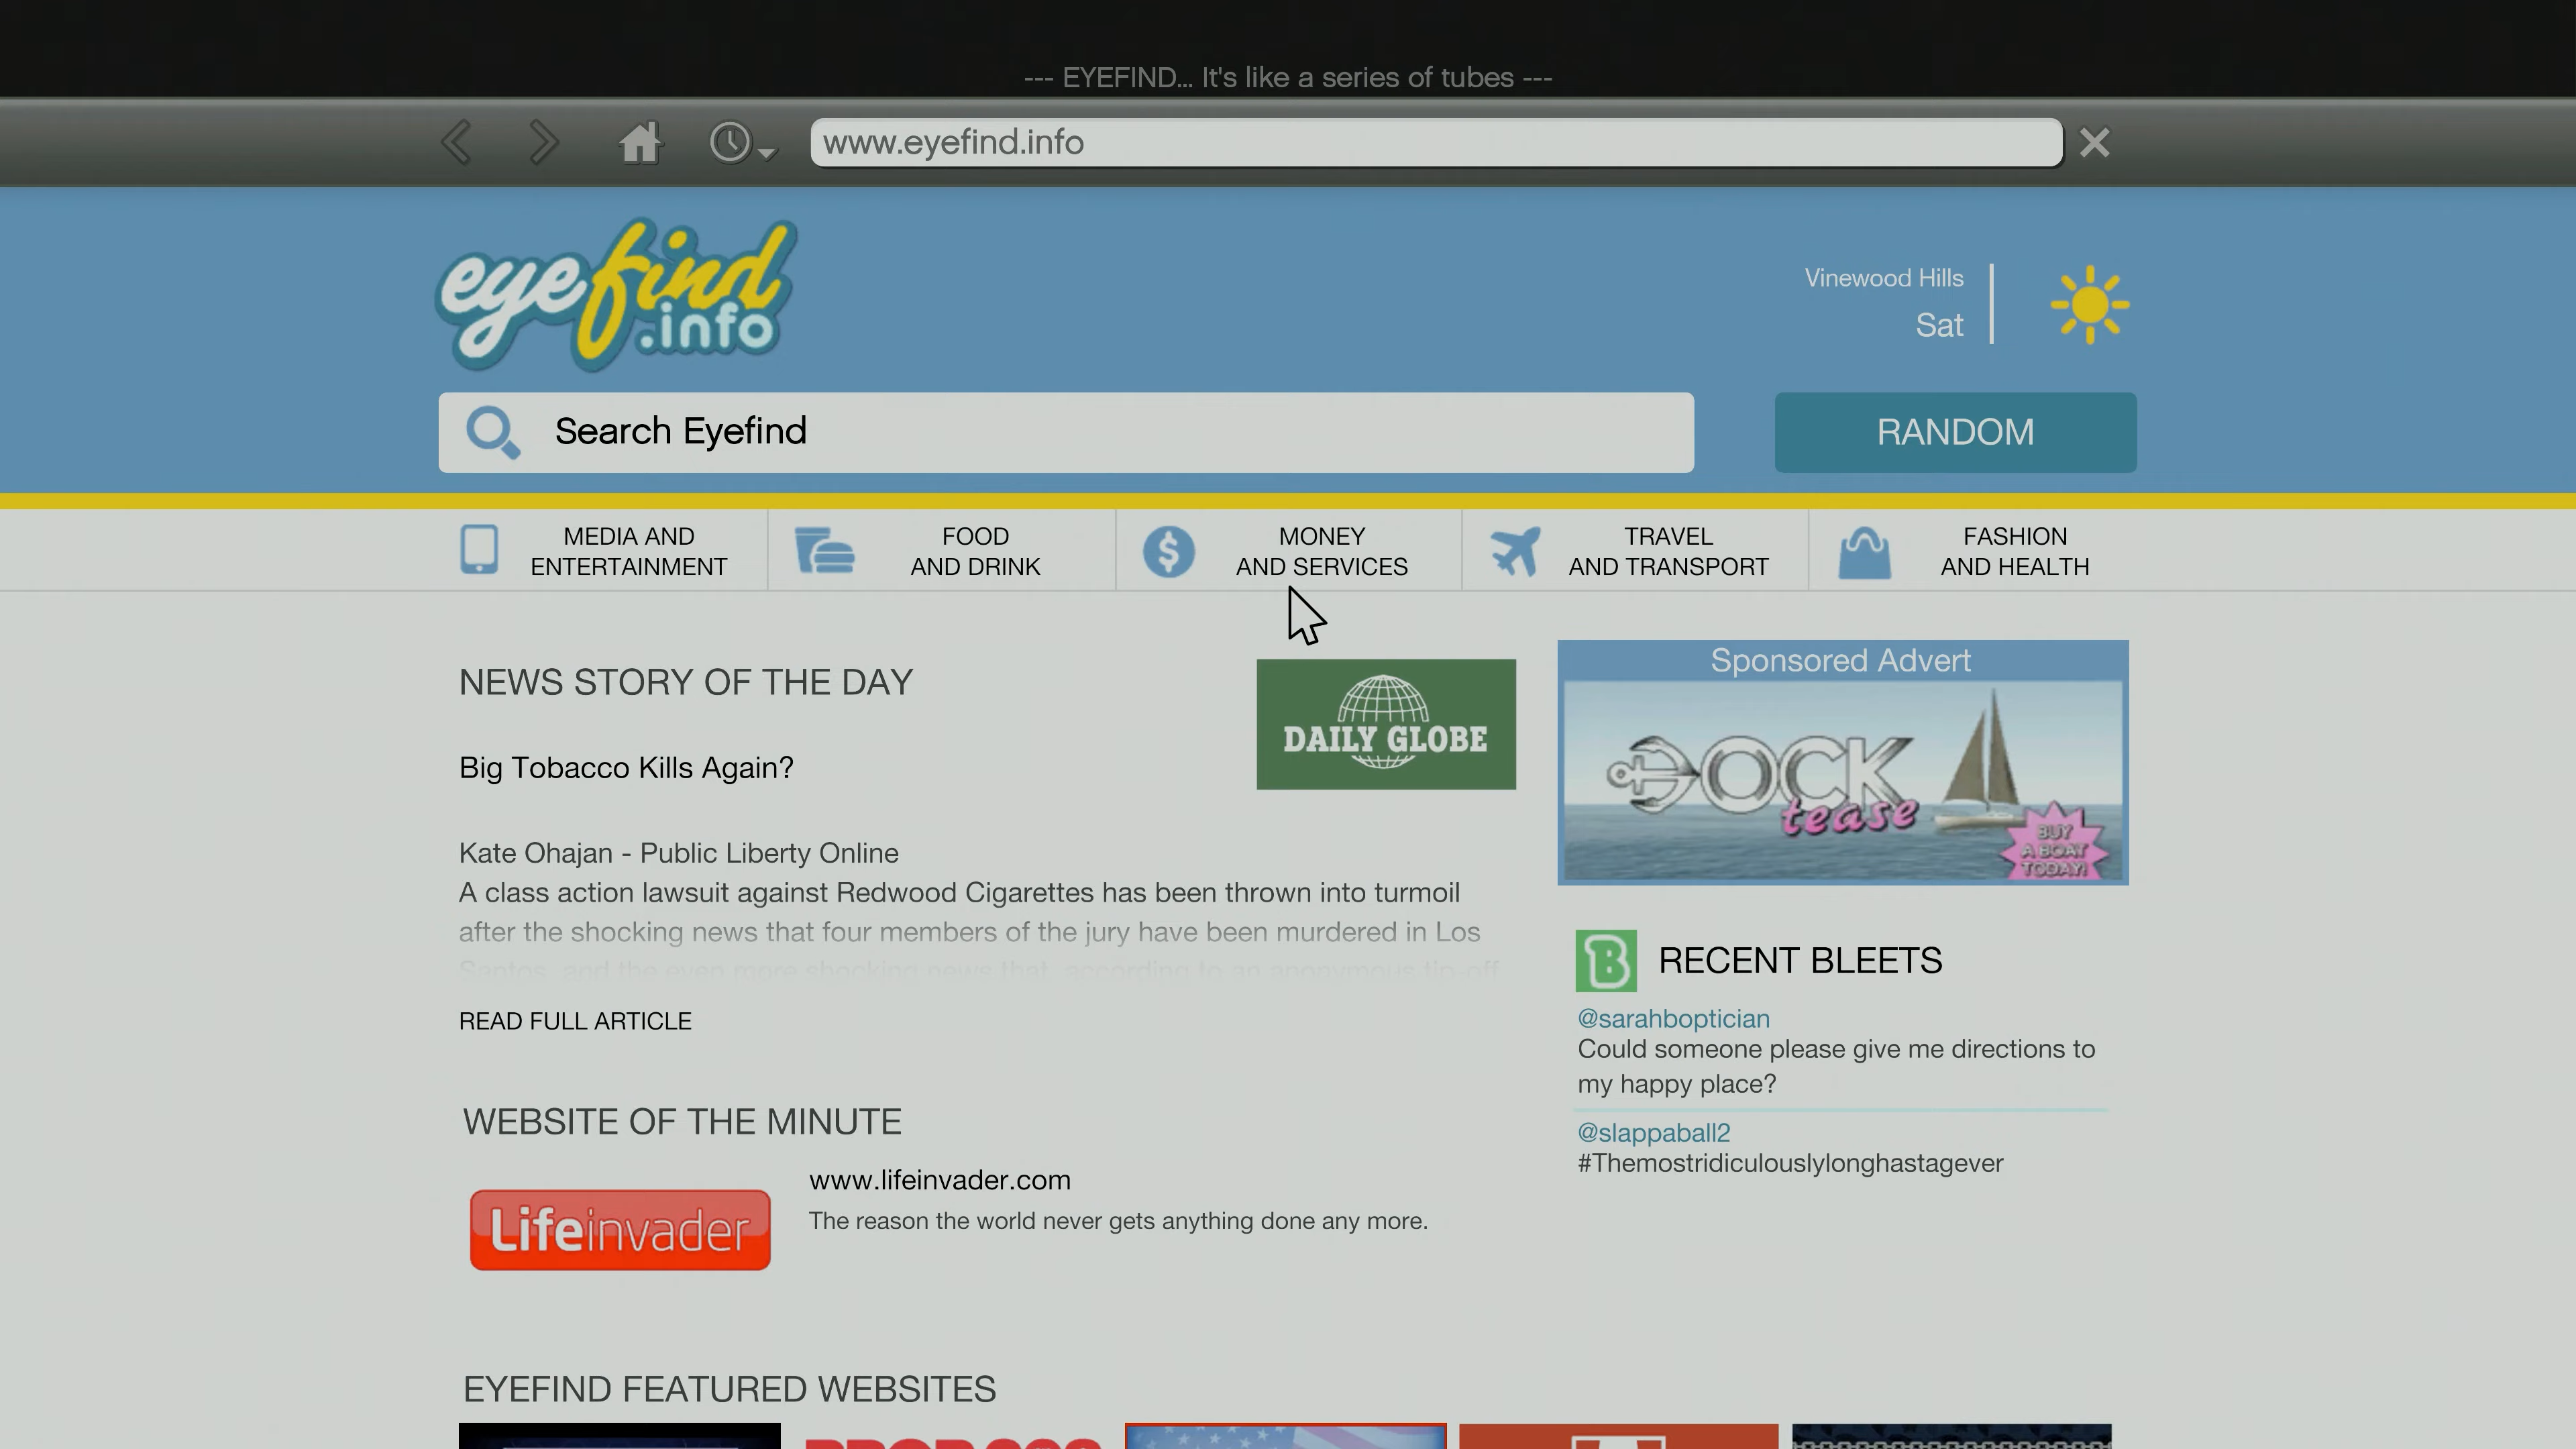 --- EYEFIND... It's like a series of tubes ---
www.eyefind.info
eyefind
.info
Vinewood Hills
Sat
Search Eyefind
RANDOM
MEDIA AND
ENTERTAINMENT
FOOD
AND DRINK
MONEY
AND SERVICES
TRAVEL
AND TRANSPORT
FASHION
AND HEALTH
NEWS STORY OF THE DAY
DAILY GLOBE
Big Tobacco Kills Again?
Kate Ohajan - Public Liberty Online
A class action lawsuit against Redwood Cigarettes has been thrown into turmoil
after the shocking news that four members of the jury have been murdered in Los
Santos, and the even more shocking news that, according to an anonymous tip-off
READ FULL ARTICLE
Sponsored Advert
DOCK
tease
BUY
A BOAT
TODAY!
RECENT BLEETS
@sarahboptician
Could someone please give me directions to
my happy place?
@slappaball2
#Themostridiculouslylonghastagever
WEBSITE OF THE MINUTE
Lifeinvader
www.lifeinvader.com
The reason the world never gets anything done any more.
EYEFIND FEATURED WEBSITES